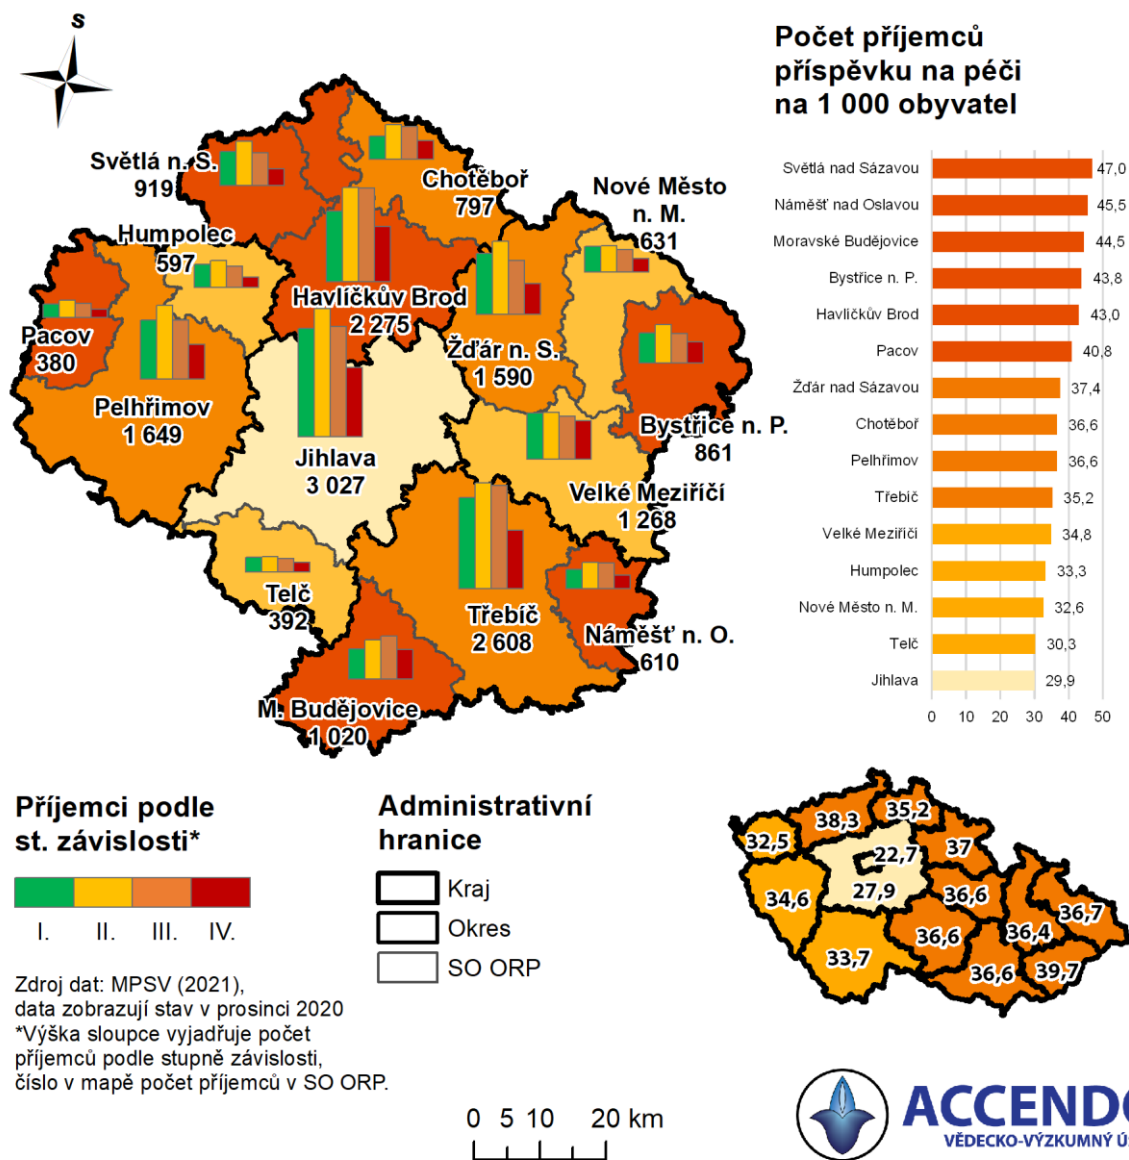 S
Počet příjemců
příspěvku na péči
na 1 000 obyvatel
Světlá n. S.
919
Chotěboř
797
Nové Město
n. M.
631
Humpolec
597
Havlíčkův Brod
2 275
Pacov
380
Žďár n. S.
1 590
Pelhřimov
1 649
Bystřice n. P.
861
Jihlava
3 027
Velké Meziříčí
1 268
Telč
392
Třebíč
2 608
Náměšť n. O.
610
M. Budějovice
1 020
Světlá nad Sázavou 47,0
Náměšť nad Oslavou 45,5
Moravské Budějovice 44,5
Bystřice n. P. 43,8
Havlíčkův Brod 43,0
Pacov 40,8
Žďár nad Sázavou 37,4
Chotěboř 36,6
Pelhřimov 36,6
Třebíč 35,2
Velké Meziříčí 34,8
Humpolec 33,3
Nové Město n. M. 32,6
Telč 30,3
Jihlava 29,9
0 10 20 30 40 50
Příjemci podle
st. závislosti*
I. II. III. IV.
Administrativní
hranice
Kraj
Okres
SO ORP
Zdroj dat: MPSV (2021),
data zobrazují stav v prosinci 2020
*Výška sloupce vyjadřuje počet
příjemců podle stupně závislosti,
číslo v mapě počet příjemců v SO ORP.
38,3 35,2
32,5 22,7 37
34,6 27,9 36,6 36,7
33,7 36,6 36,4
36,6 39,7
0 5 10 20 km
ACCENDO
VĚDECKO-VÝZKUMNÝ ÚS